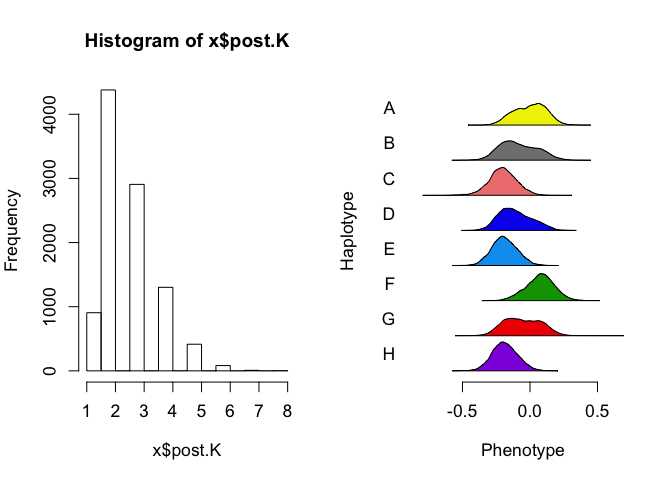 Histogram of x$post.K
Frequency
0
1000
2000
3000
4000
1 2 3 4 5 6 7 8
x$post.K
Haplotype
A
B
C
D
E
F
G
H
-0.5 0.0 0.5
Phenotype